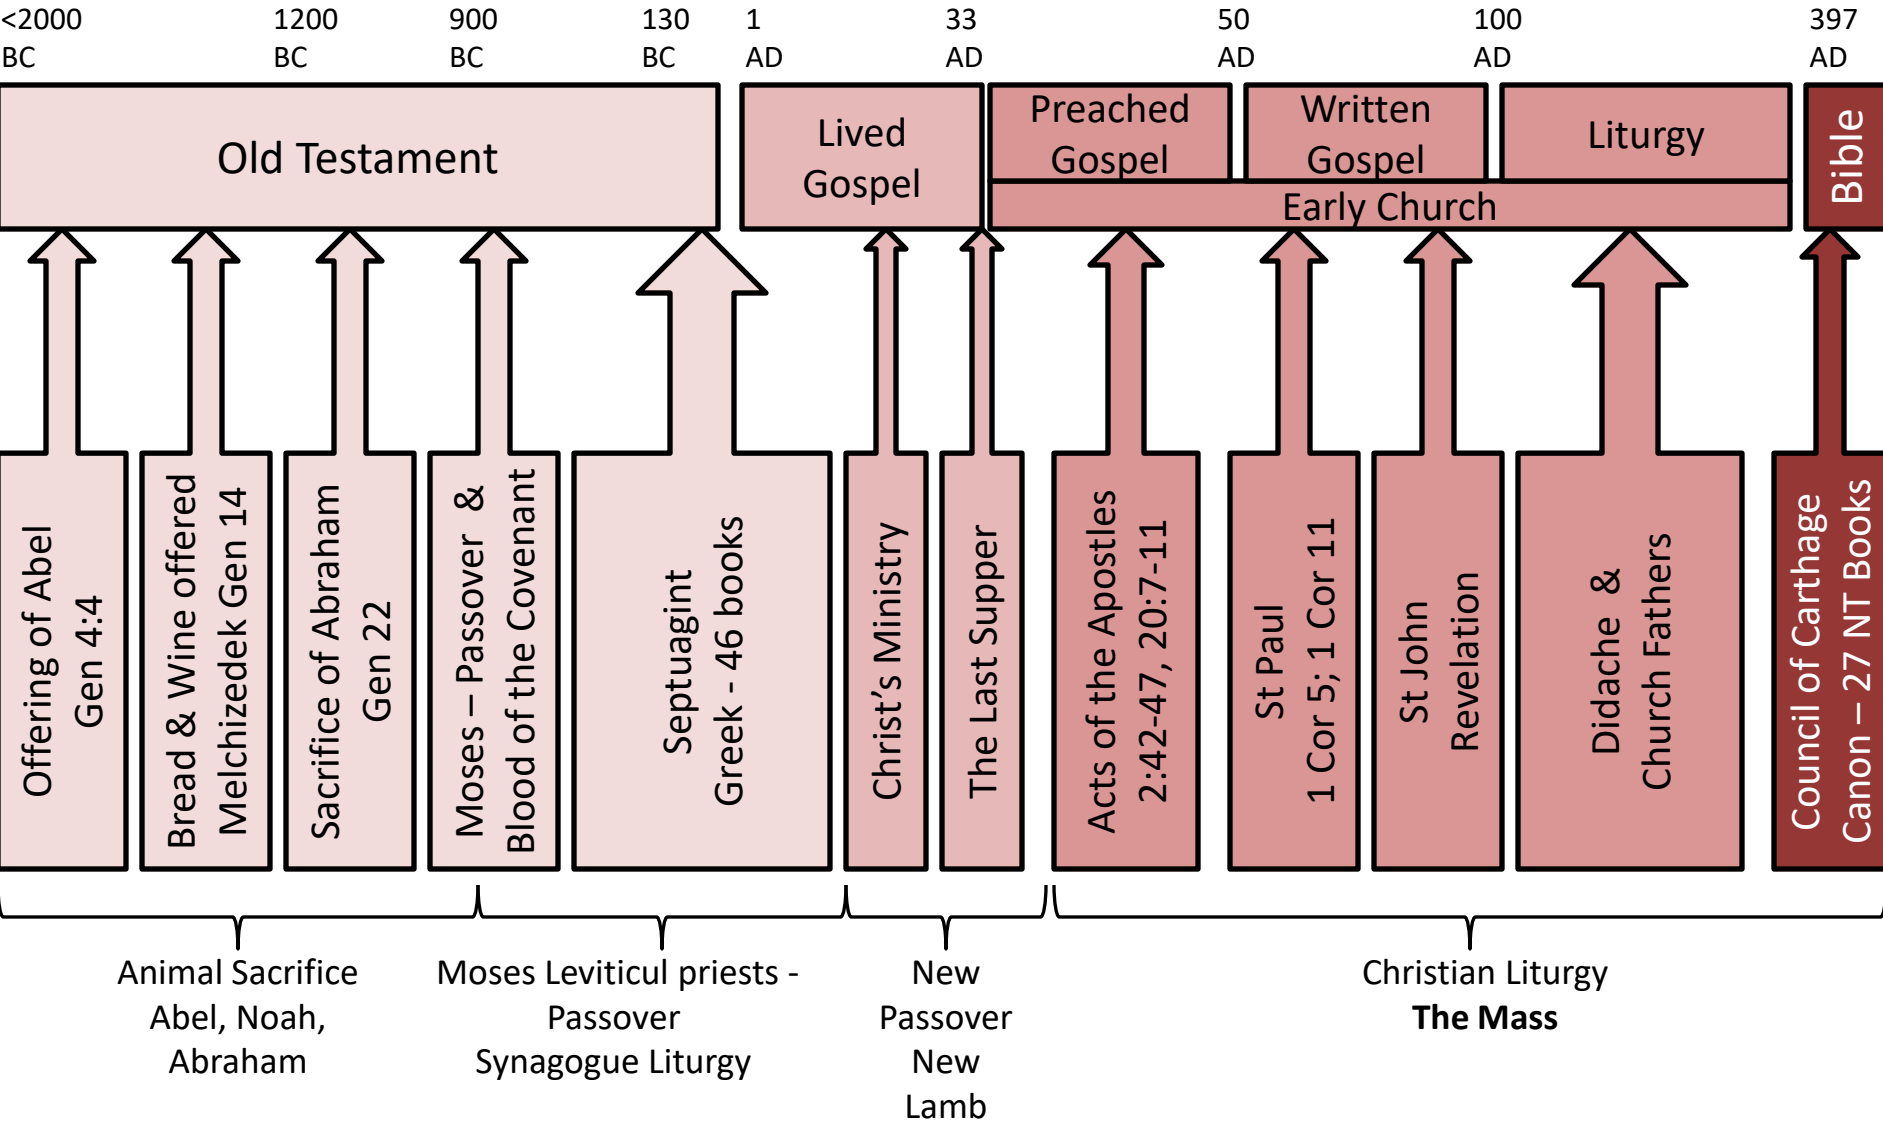 <2000
BC
1200
BC
900
BC
130
BC
1
AD
33
AD
50
AD
100
AD
397
AD
Old Testament
Lived
Gospel
Preached
Gospel
Written
Gospel
Liturgy
Early Church
Bible
Offering of Abel
Gen 4:4
Bread & Wine offered
Melchizedek Gen 14
Sacrifice of Abraham
Gen 22
Moses – Passover &
Blood of the Covenant
Septuagint
Greek - 46 books
Christ’s Ministry
The Last Supper
Acts of the Apostles
2:42-47, 20:7-11
St Paul
1 Cor 5; 1 Cor 11
St John
Revelation
Didache &
Church Fathers
Council of Carthage
Canon – 27 NT Books
Animal Sacrifice
Abel, Noah,
Abraham
Moses Leviticul priests -
Passover
Synagogue Liturgy
New
Passover
New
Lamb
Christian Liturgy
The Mass